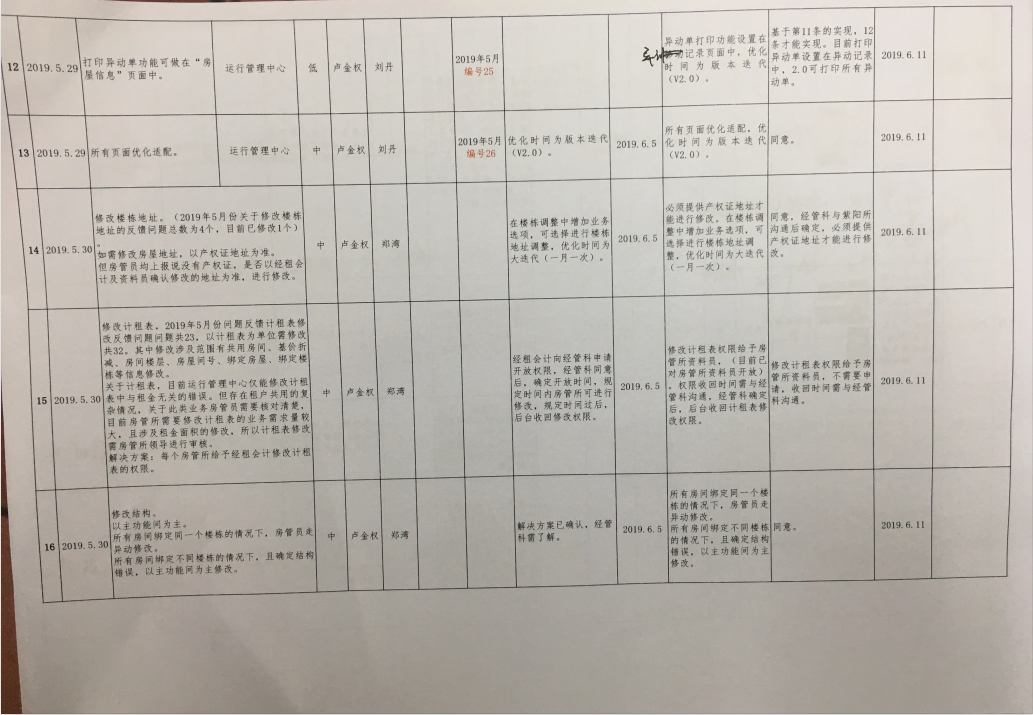 12
2019.5.29
打印异动单功能可做在“房
屋信息”页面中。
运行管理中心
低
卢金权
刘丹
2019年5月
编号25
异动单打印功能设置在
动记录页面中，优化
时间为版本迭代
（V2.0）。
基于第11条的实现，12
条才能实现。目前打印
异动单设置在异动记录
中，2.0可打印所有异
动单。
2019.6.11
13
2019.5.29
所有页面优化适配。
运行管理中心
中
卢金权
刘丹
2019年5月
编号26
优化时间为版本迭代
（V2.0）。
2019.6.5
所有页面优化适配，优
化时间为版本迭代
（V2.0）。
同意。
2019.6.11
14
2019.5.30
修改楼栋地址。（2019年5月份关于修改楼栋
地址的反馈问题总数为4个，目前已修改1个）
。
如需修改房屋地址，以产权证地址为准。
但房管员均上报说没有产权证，是否以经租会
计及资料员确认修改的地址为准，进行修改。
中
卢金权
郑湾
在楼栋调整中增加业务
选项，可选择进行楼栋
地址调整，优化时间为
大迭代（一月一次）。
2019.6.5
必须提供产权证地址才
能进行修改。在楼栋调
整中增加业务选项，可
选择进行楼栋地址调
整，优化时间为大迭代
（一月一次）。
同意，经管科与紫阳所
沟通后确定，必须提供
产权证地址才能进行修
改。
2019.6.11
15
2019.5.30
修改计租表，2019年5月份问题反馈计租表修
改反馈问题问题共23，以计租表为单位需修改
共32。其中修改涉及范围有共用房间、基价折
减、房间楼层、房屋间号、绑定房屋、绑定楼
栋等信息修改。
关于计租表，目前运行管理中心仅能修改计租
表中与租金无关的错误。但存在租户共用的复
杂情况，关于此类业务房管员需要核对清楚，
目前房管所需要修改计租表的业务需求量较
大，且涉及租金面积的修改，所以计租表修改
需房管所领导进行审核。
解决方案：每个房管所给予经租会计修改计租
表的权限。
中
卢金权
郑湾
经租会计向经管科申请
开放权限，经管科同意
后，确定开放时间，规
定时间内房管所可进行
修改，规定时间过后，
后台收回修改权限。
2019.6.5
修改计租表权限给予房
管所资料员，（目前已
对房管所资料员开放）
，权限收回时间需与经
管科沟通，经管科确定
后，后台收回计租表修
改权限。
修改计租表权限给予房
管所资料员，不需要申
请。收回时间需与经管
科沟通。
2019.6.11
16
2019.5.30
修改结构。
以主功能间为主。
所有房间绑定同一个楼栋的情况下，房管员走
异动修改。
所有房间绑定不同楼栋的情况下，且确定结构
错误，以主功能间为主修改。
中
卢金权
郑湾
解决方案已确认，经管
科需了解。
2019.6.5
所有房间绑定同一个楼
栋的情况下，房管员走
异动修改。
所有房间绑定不同楼栋
的情况下，且确定结构
错误，以主功能间为主
修改。
同意。
2019.6.11